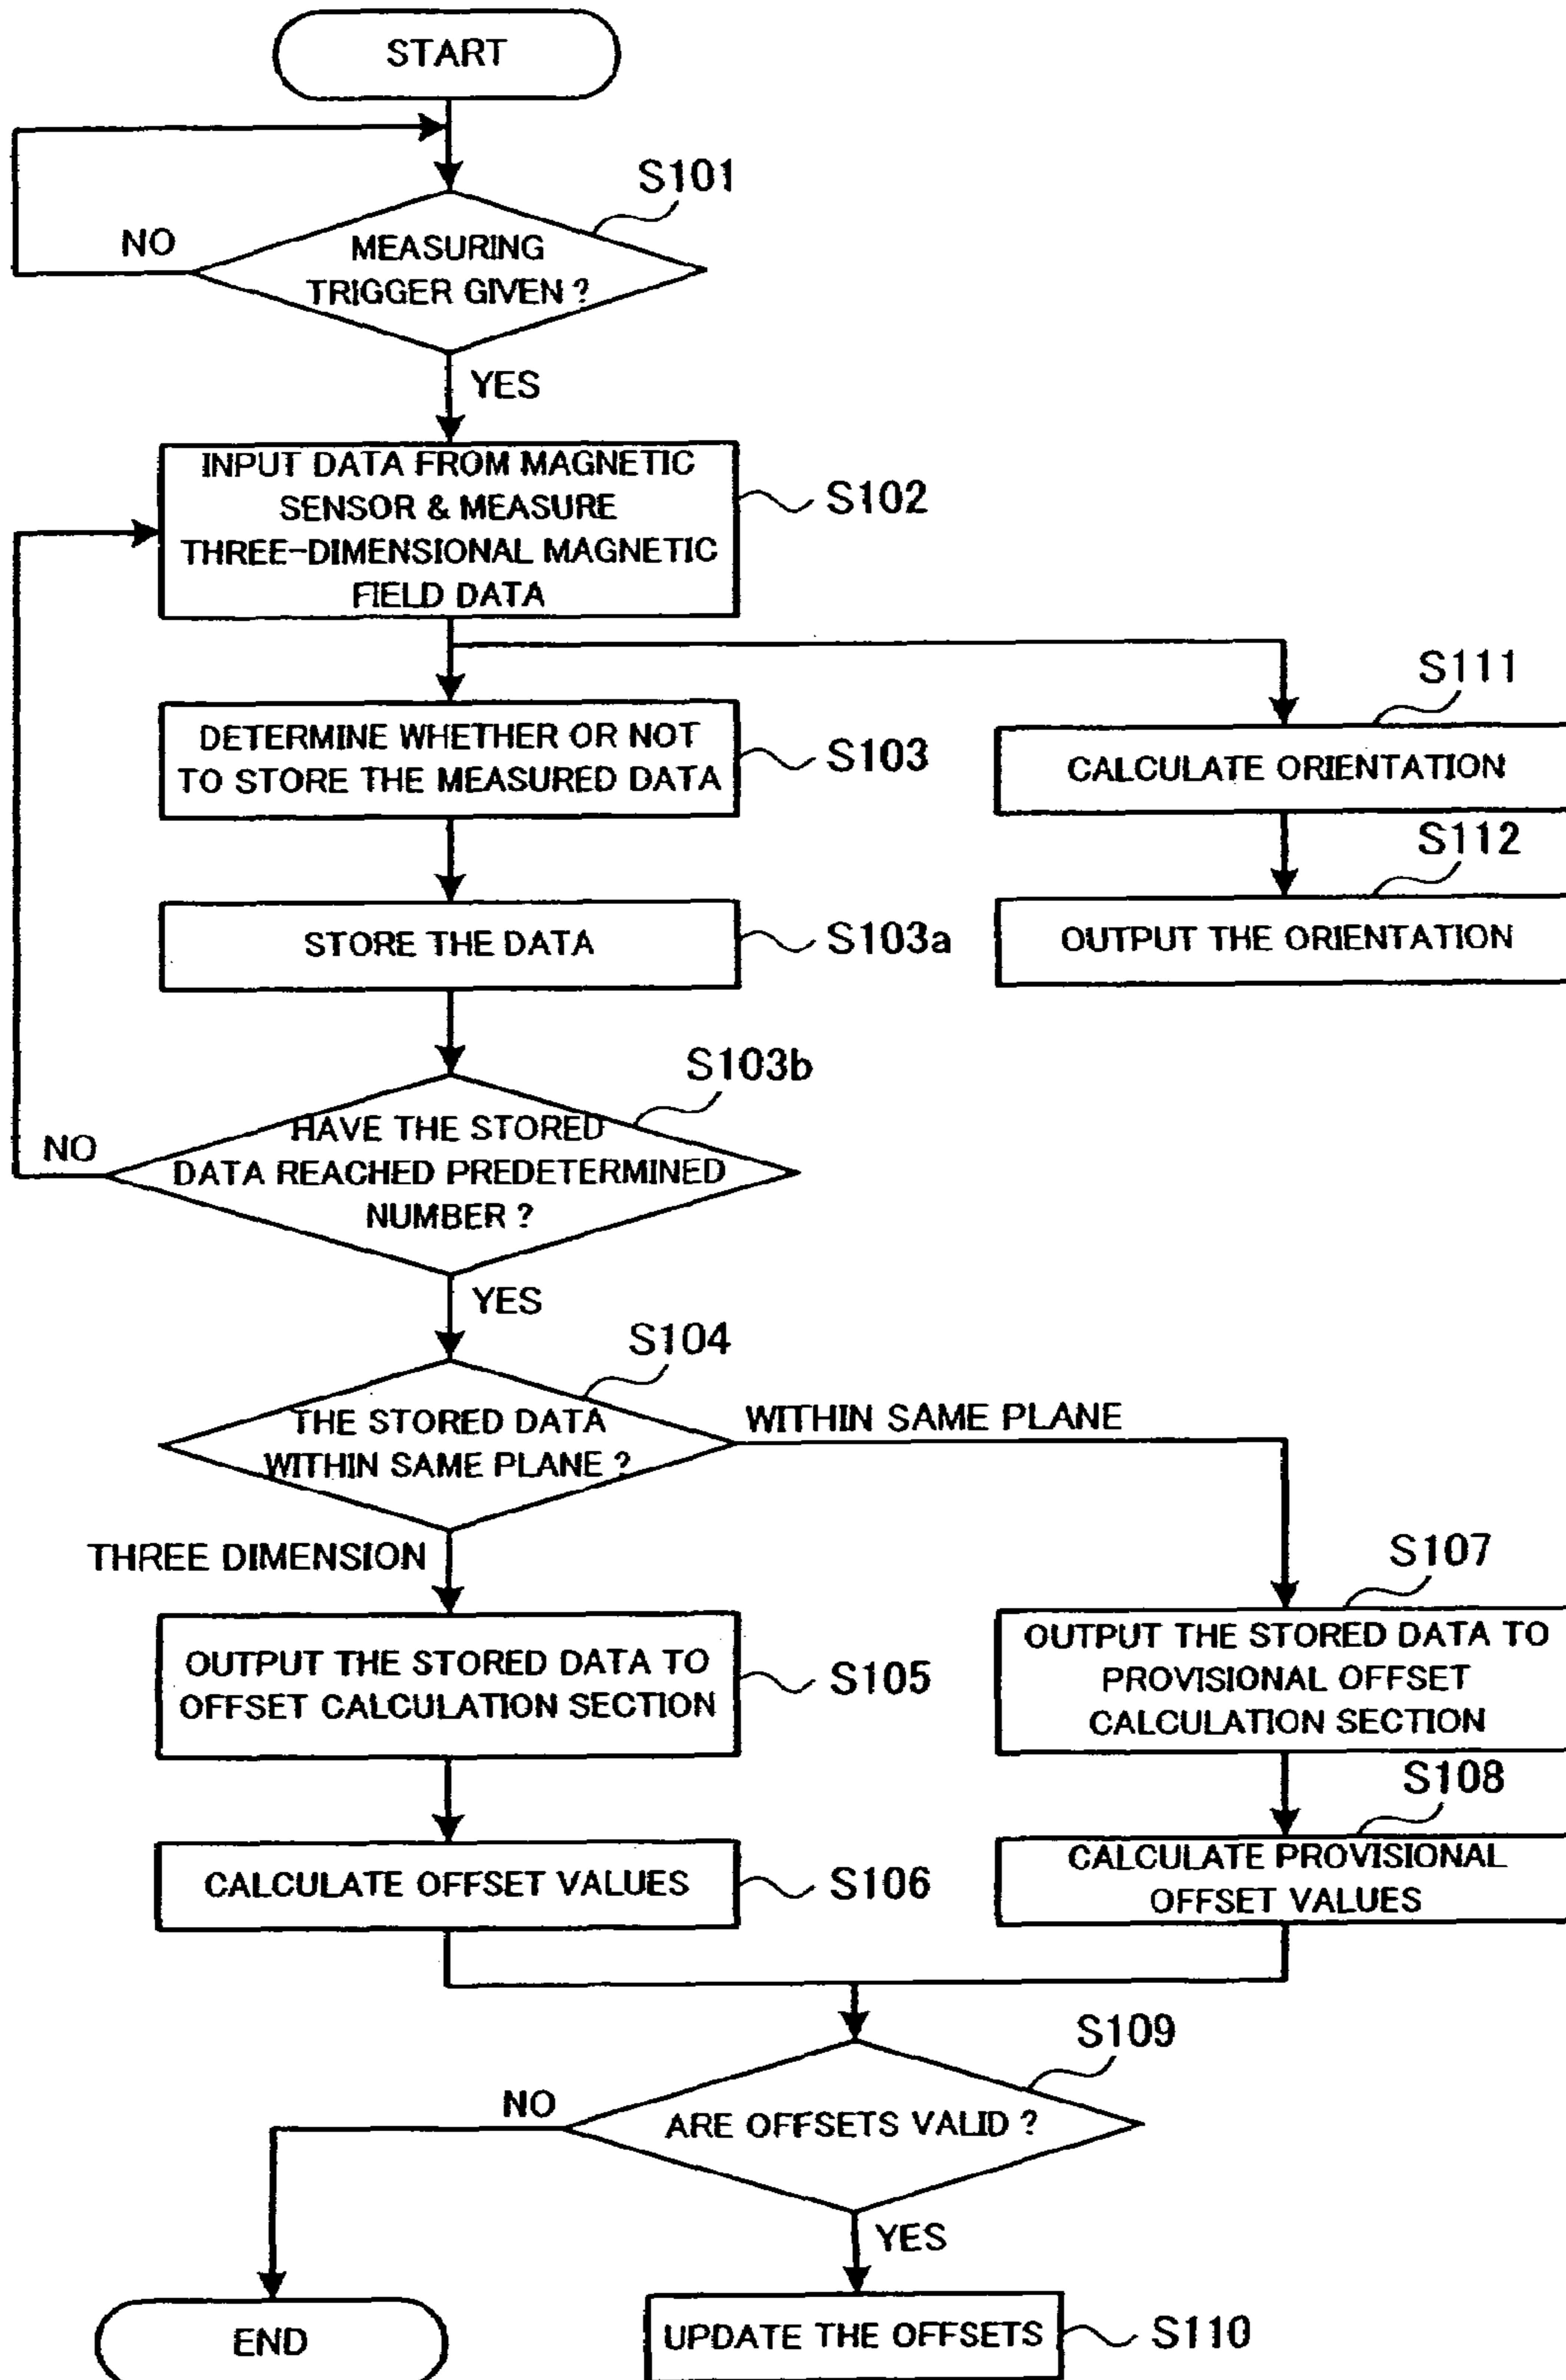 START
S101
NO
MEASURING
TRIGGER GIVEN ?
YES
INPUT DATA FROM MAGNETIC
SENSOR & MEASURE
THREE-DIMENSIONAL MAGNETIC
FIELD DATA
S102
DETERMINE WHETHER OR NOT
TO STORE THE MEASURED DATA
S103
S111
CALCULATE ORIENTATION
STORE THE DATA
S103a
S112
OUTPUT THE ORIENTATION
S103b
NO
HAVE THE STORED
DATA REACHED PREDETERMINED
NUMBER ?
YES
S104
THE STORED DATA
WITHIN SAME PLANE ?
WITHIN SAME PLANE
THREE DIMENSION
OUTPUT THE STORED DATA TO
OFFSET CALCULATION SECTION
S105
S107
OUTPUT THE STORED DATA TO
PROVISIONAL OFFSET
CALCULATION SECTION
CALCULATE OFFSET VALUES
S106
S108
CALCULATE PROVISIONAL
OFFSET VALUES
S109
NO
ARE OFFSETS VALID ?
YES
END
UPDATE THE OFFSETS
S110